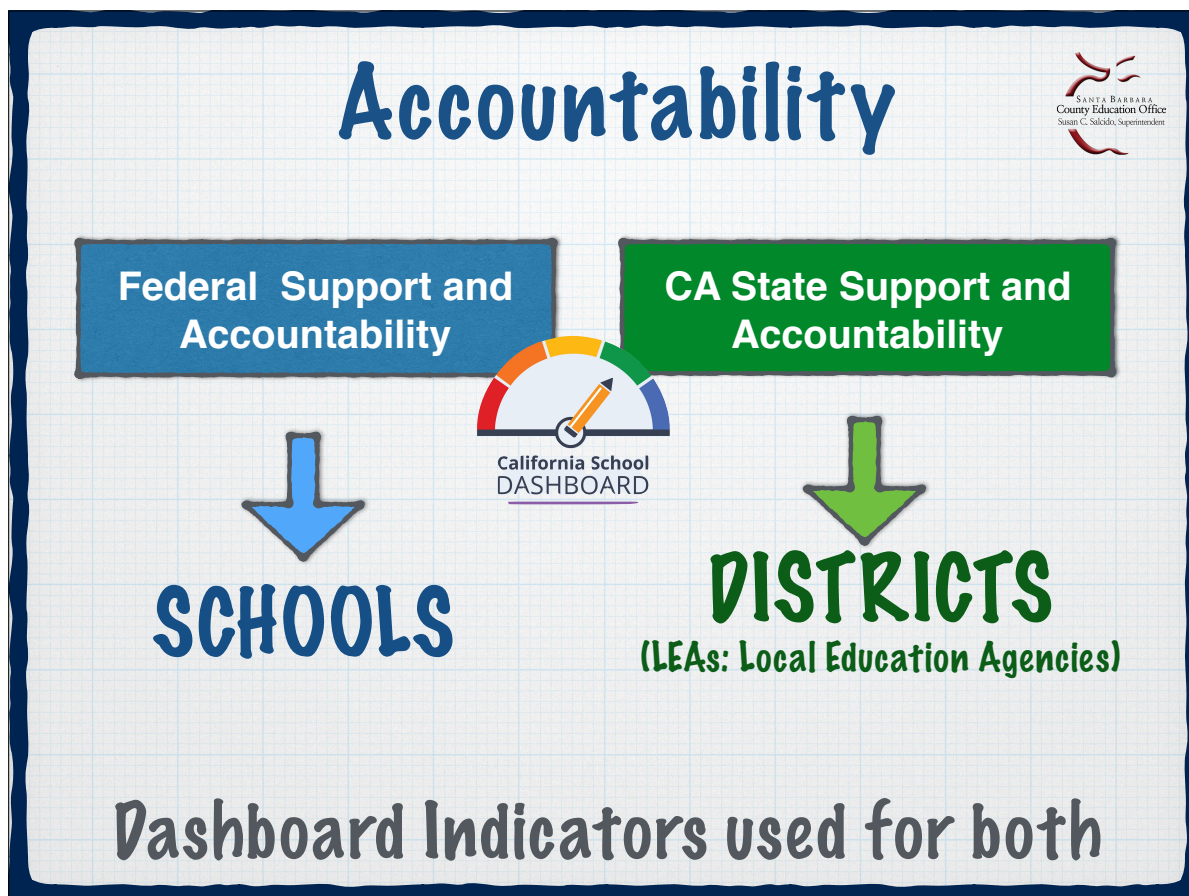 Accountability
SANTA BARBARA
County Education Office
Susan C. Salcido, Superintendent
Federal  Support and
Accountability
CA State Support and
Accountability
California School
DASHBOARD
SCHOOLS
DISTRICTS
(LEAs: Local Education Agencies)
Dashboard Indicators used for both